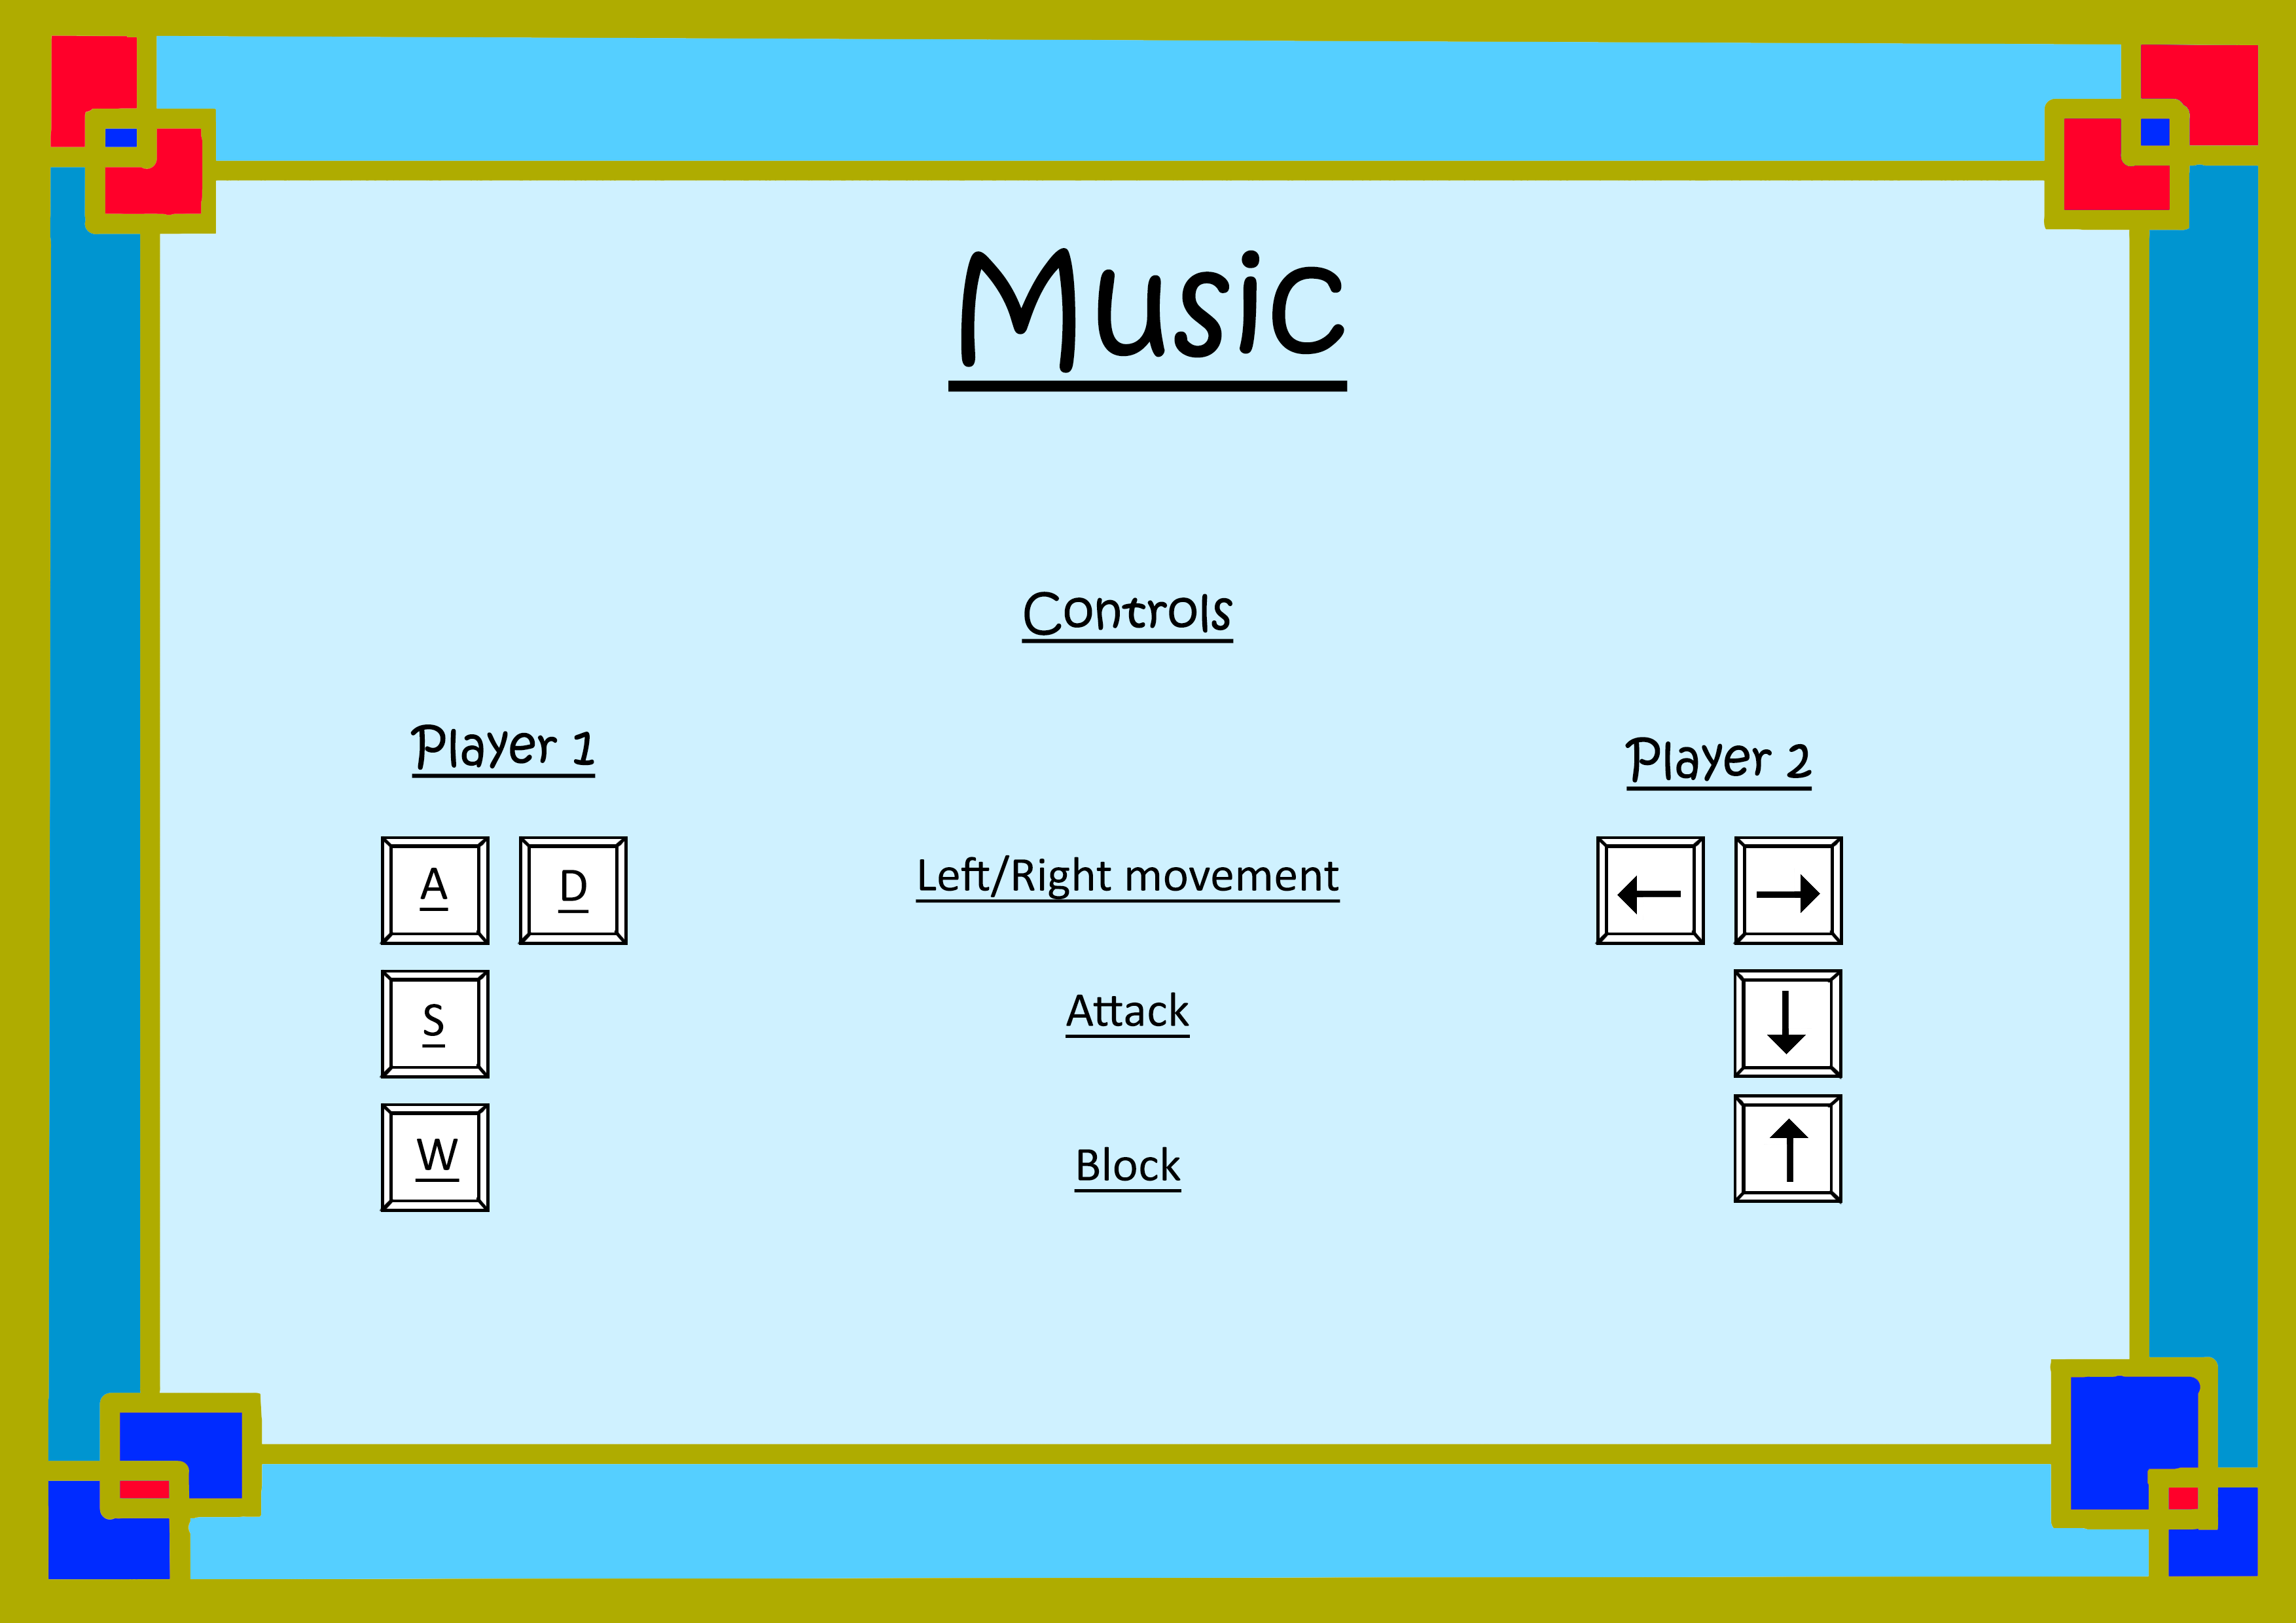 Music
Controls
Player 1
Player 2
A D Left/Right movement ← →
S Attack ↓
W Block ↑